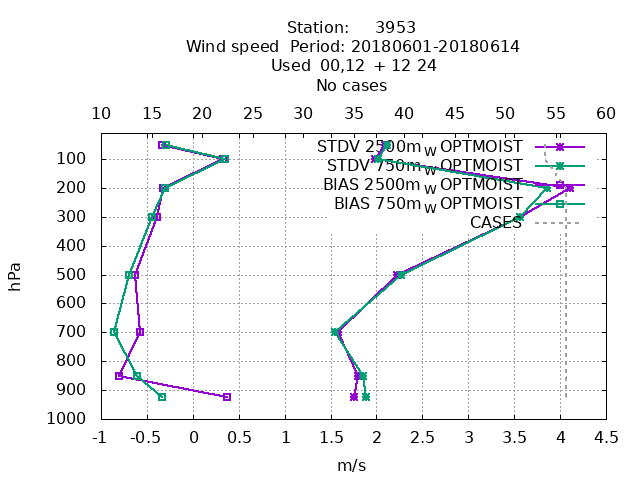 Station: 3953
Wind speed Period: 20180601-20180614
Used 00,12 + 12 24
No cases
10 15 20 25 30 35 40 45 50 55 60
STDV 2500m W OPTMOIST
100
STDV 750m W OPTMOIST
BIAS 2500m W OPTMOIST
200
BIAS 750m W OPTMOIST
300
CASES
400
hPa
500
600
700
800
900
1000
-1 -0.5 0 0.5 1 1.5 2 2.5 3 3.5 4 4.5
m/s